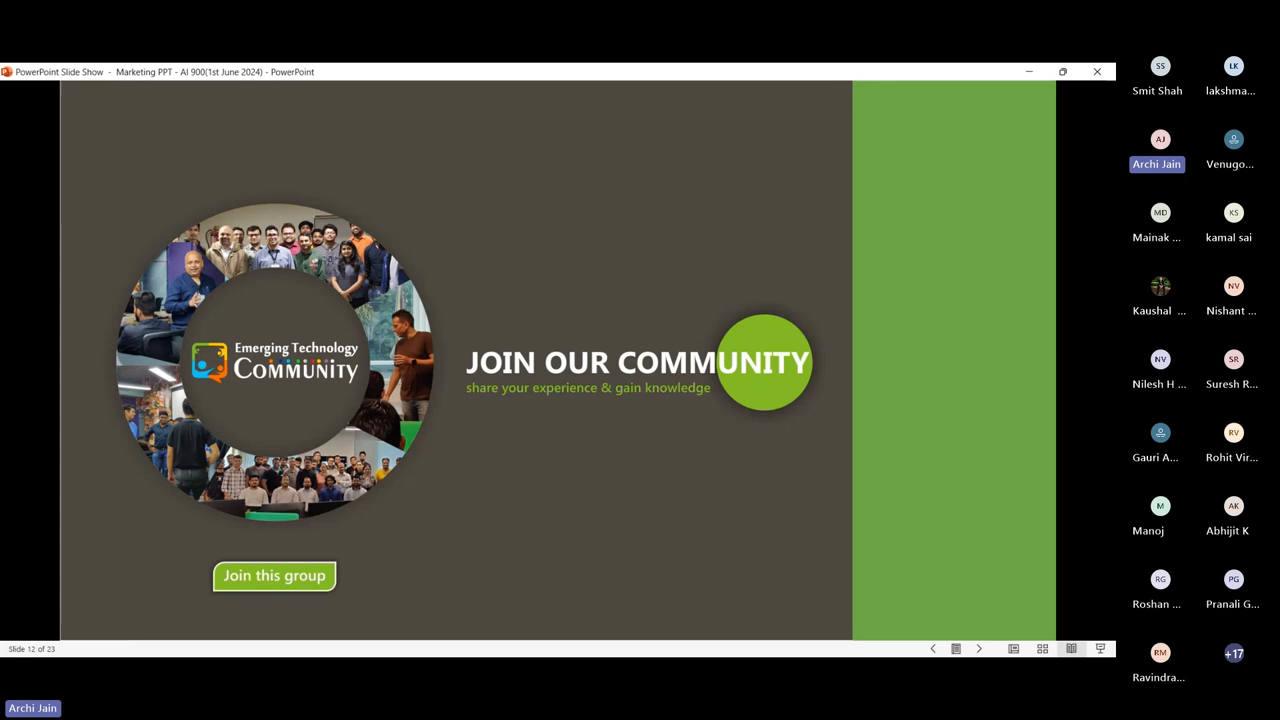 PowerPoint Slide Show - Marketing PPT - AI 900(1st June 2024) - PowerPoint
Emerging Technology
COMMUNITY
JOIN OUR COMMUNITY
share your experience & gain knowledge
Join this group
Slide 12 of 23
Archi Jain
SS
Smit Shah
LK
lakshma...
AJ
Archi Jain
Venugo...
MD
Mainak ...
KS
kamal sai
Kaushal ...
NV
Nishant ...
NV
Nilesh H ...
SR
Suresh R...
Gauri A...
RV
Rohit Vir...
M
Manoj
AK
Abhijit K
RG
Roshan ...
PG
Pranali G...
RM
Ravindra...
+17